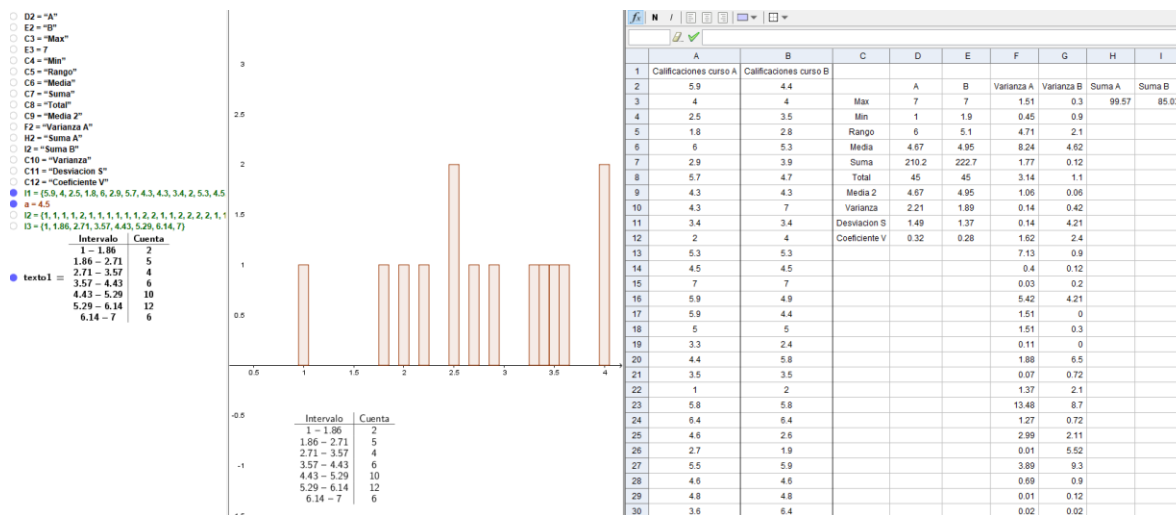 D2 = "A"
E2 = "B"
C3 = "Max"
E3 = 7
C4 = "Min"
C5 = "Rango"
C6 = "Media"
C7 = "Suma"
C8 = "Total"
C9 = "Media 2"
F2 = "Varianza A"
H2 = "Suma A"
I2 = "Suma B"
C10 = "Varianza"
C11 = "Desviacion S"
C12 = "Coeficiente V"
l1 = {5.9, 4, 2.5, 1.8, 6, 2.9, 5.7, 4.3, 4.3, 3.4, 2, 5.3, 4.5
a = 4.5
l2 = {1, 1, 1, 1, 2, 1, 1, 1, 1, 1, 1, 2, 2, 1, 1, 2, 2, 2, 2, 1, 1
l3 = {1, 1.86, 2.71, 3.57, 4.43, 5.29, 6.14, 7}
texto1 =
Intervalo Cuenta
1 – 1.86 2
1.86 – 2.71 5
2.71 – 3.57 4
3.57 – 4.43 6
4.43 – 5.29 10
5.29 – 6.14 12
6.14 – 7 6
3
2.5
2
1.5
1
0.5
0.5 1 1.5 2 2.5 3 3.5 4
-0.5
-1
Intervalo Cuenta
1 – 1.86 2
1.86 – 2.71 5
2.71 – 3.57 4
3.57 – 4.43 6
4.43 – 5.29 10
5.29 – 6.14 12
6.14 – 7 6
fx N I
A B C D E F G H I
1 Calificaciones curso A Calificaciones curso B
2 5.9 4.4 A B Varianza A Varianza B Suma A Suma B
3 4 4 Max 7 7 1.51 0.3 99.57 85.03
4 2.5 3.5 Min 1 1.9 0.45 0.9
5 1.8 2.8 Rango 6 5.1 4.71 2.1
6 6 5.3 Media 4.67 4.95 8.24 4.62
7 2.9 3.9 Suma 210.2 222.7 1.77 0.12
8 5.7 4.7 Total 45 45 3.14 1.1
9 4.3 4.3 Media 2 4.67 4.95 1.06 0.06
10 4.3 7 Varianza 2.21 1.89 0.14 0.42
11 3.4 3.4 Desviacion S 1.49 1.37 0.14 4.21
12 2 4 Coeficiente V 0.32 0.28 1.62 2.4
13 5.3 5.3 7.13 0.9
14 4.5 4.5 0.4 0.12
15 7 7 0.03 0.2
16 5.9 4.9 5.42 4.21
17 5.9 4.4 1.51 0
18 5 5 1.51 0.3
19 3.3 2.4 0.11 0
20 4.4 5.8 1.88 6.5
21 3.5 3.5 0.07 0.72
22 1 2 1.37 2.1
23 5.8 5.8 13.48 8.7
24 6.4 6.4 1.27 0.72
25 4.6 2.6 2.99 2.11
26 2.7 1.9 0.01 5.52
27 5.5 5.9 3.89 9.3
28 4.6 4.6 0.69 0.9
29 4.8 4.8 0.01 0.12
30 3.6 6.4 0.02 0.02